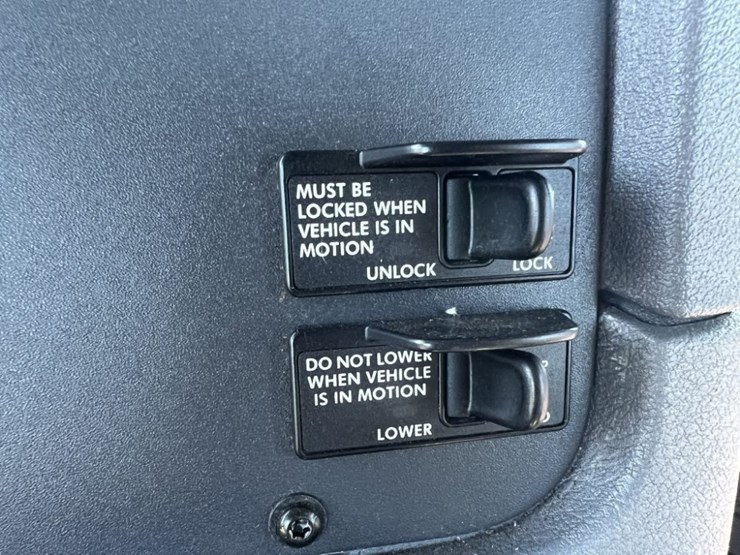 MUST BE
LOCKED WHEN
VEHICLE IS IN
MOTION
UNLOCK
LOCK
DO NOT LOWER
WHEN VEHICLE
IS IN MOTION
LOWER